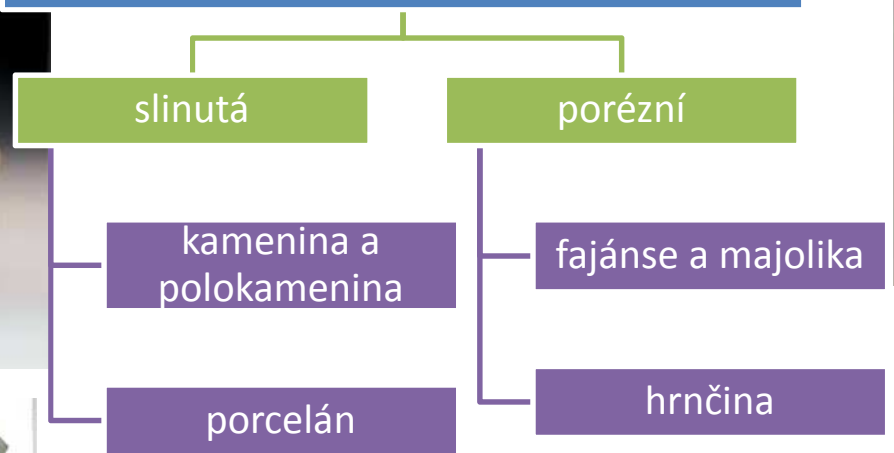 slinutá
porézní
kamenina a
polokamenina
fajánse a majolika
porcelán
hrnčina